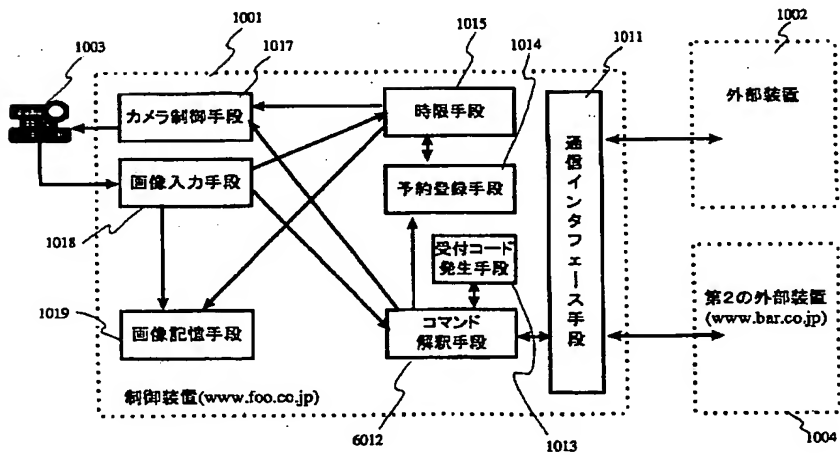 1001
1017
1015
1014
1011
1002
1003
カメラ制御手段
時限手段
外部装置
画像入力手段
予約登録手段
通信インタフェース手段
1018
受付コード
発生手段
第2の外部装置
(www.bar.co.jp)
1019
画像記憶手段
コマンド
解釈手段
制御装置(www.foo.co.jp)
6012
1013
1004